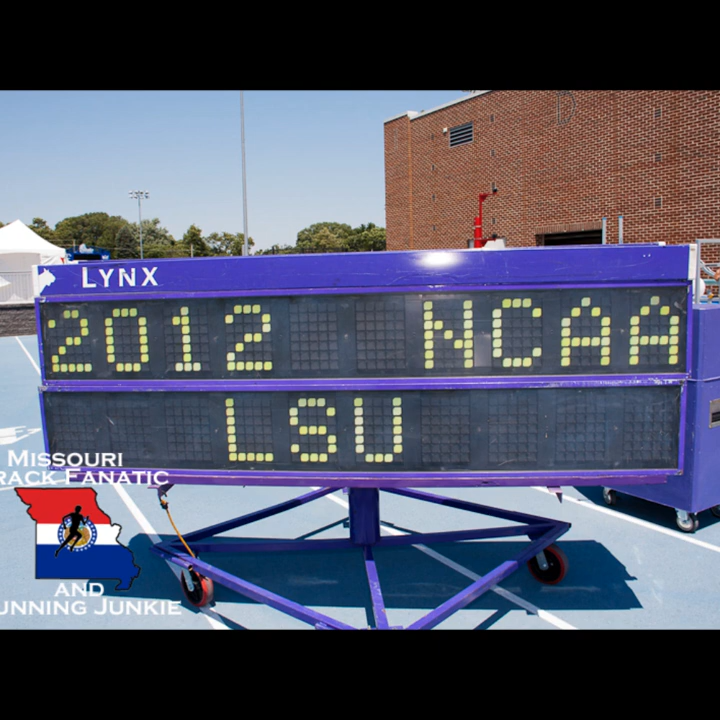 LYNX
2012 NCAA
LSU
MISSOURI
RACK FANATIC
AND
UNNING JUNKIE